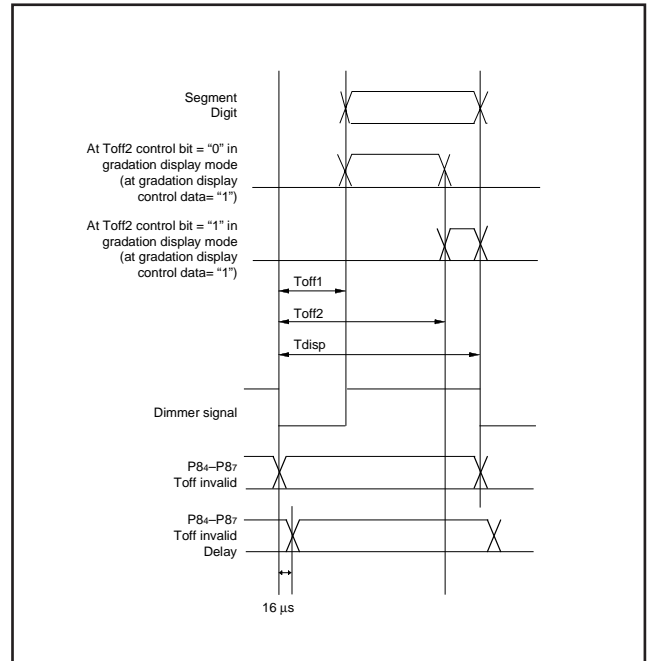 Segment
Digit
At Toff2 control bit = “0” in
gradation display mode
(at gradation display
control data= “1”)
At Toff2 control bit = “1” in
gradation display mode
(at gradation display
control data= “1”)
Toff1
Toff2
Tdisp
Dimmer signal
P84–P87
Toff invalid
P84–P87
Toff invalid
Delay
16 μs